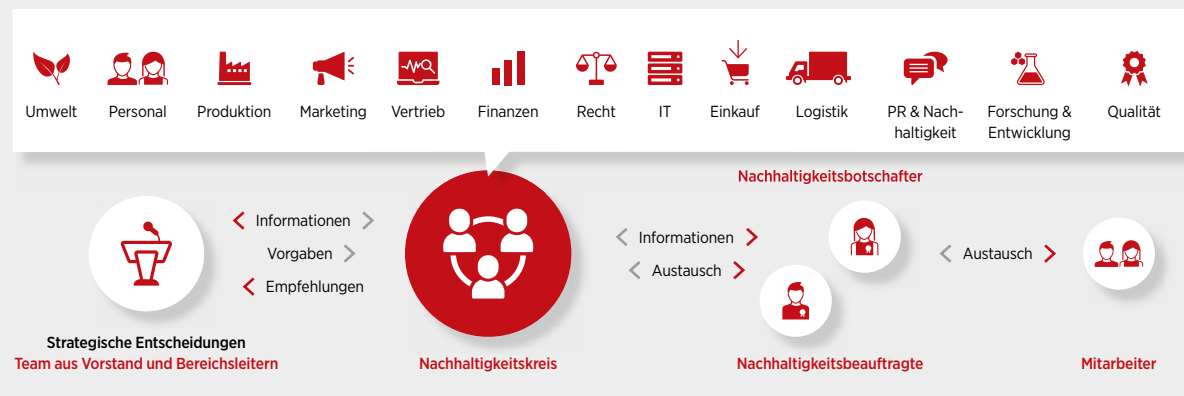 Umwelt
Personal
Produktion
Marketing
Vertrieb
Finanzen
Recht
IT
Einkauf
Logistik
PR & Nach-
haltigkeit
Forschung &
Entwicklung
Qualität
Nachhaltigkeitsbotschafter
Informationen
Vorgaben
Empfehlungen
Informationen
Austausch
Austausch
Strategische Entscheidungen
Team aus Vorstand und Bereichsleitern
Nachhaltigkeitskreis
Nachhaltigkeitsbeauftragte
Mitarbeiter